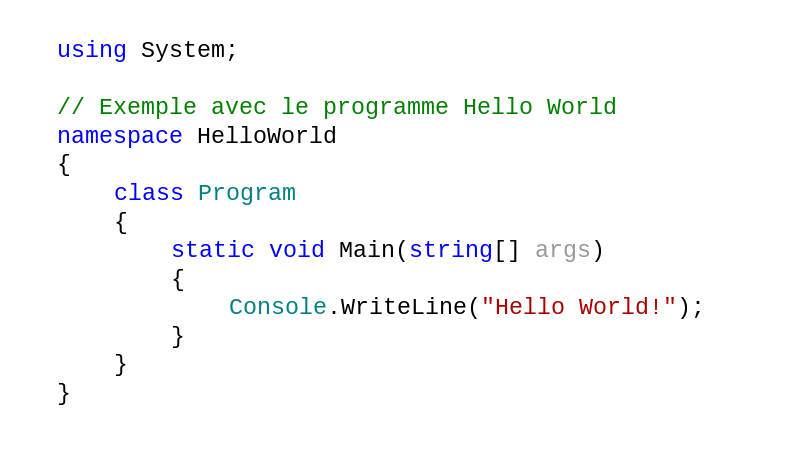 using System;

// Exemple avec le programme Hello World
namespace HelloWorld
{
    class Program
    {
        static void Main(string[] args)
        {
            Console.WriteLine("Hello World!");
        }
    }
}